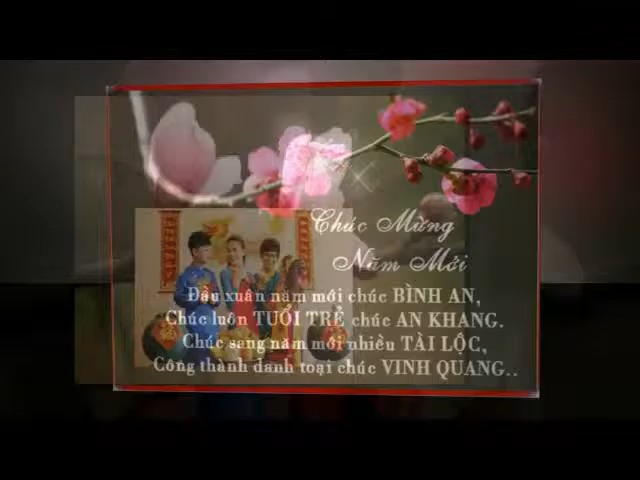 Chúc Mừng
Năm Mới
Đầu xuân năm mới chúc BÌNH AN,
Chúc luôn TUỔI TRẺ chúc AN KHANG.
Chúc sang năm mới nhiều TÀI LỘC,
Công thành danh toại chúc VINH QUANG..